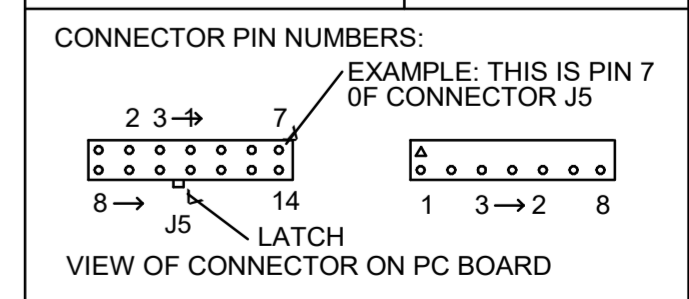 CONNECTOR PIN NUMBERS:
EXAMPLE: THIS IS PIN 7
0F CONNECTOR J5
2 3 1 7
8 14
J5
1 3 2 8
LATCH
VIEW OF CONNECTOR ON PC BOARD